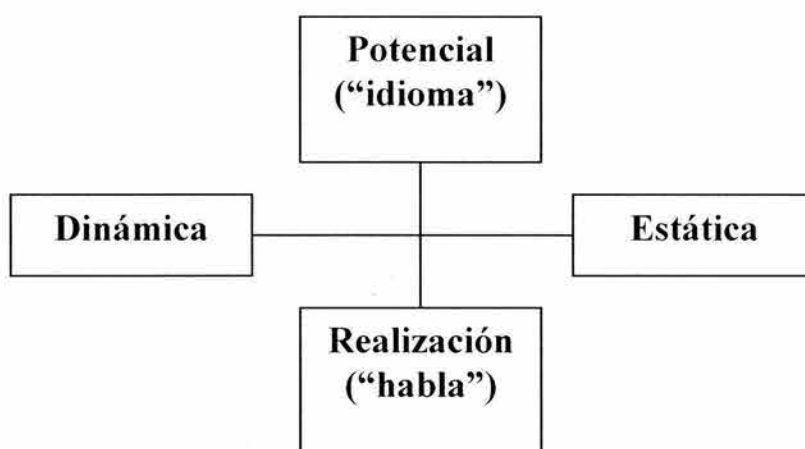 Potencial
(“idioma”)
Dinámica
Estática
Realización
(“habla”)